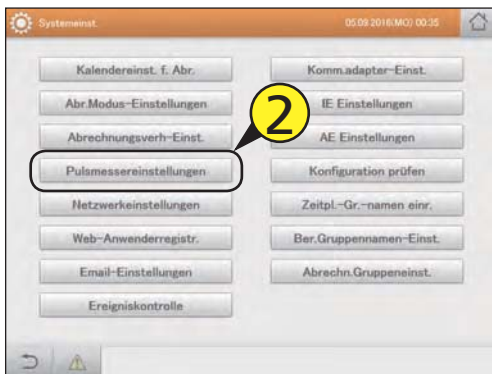 Systemeinst.
05.09.2016(MO) 00:35
Kalendereinst. f. Abr.
Abr.Modus-Einstellungen
Abrechnungsverh-Einst.
Pulsmessereinstellungen
Netzwerkeinstellungen
Web-Anwenderregistr.
Email-Einstellungen
Ereigniskontrolle
2
Komm.adapter-Einst.
IE Einstellungen
AE Einstellungen
Konfiguration prüfen
Zeitpl.-Gr.-namen einr.
Ber.Gruppennamen-Einst.
Abrechn.Gruppeneinst.